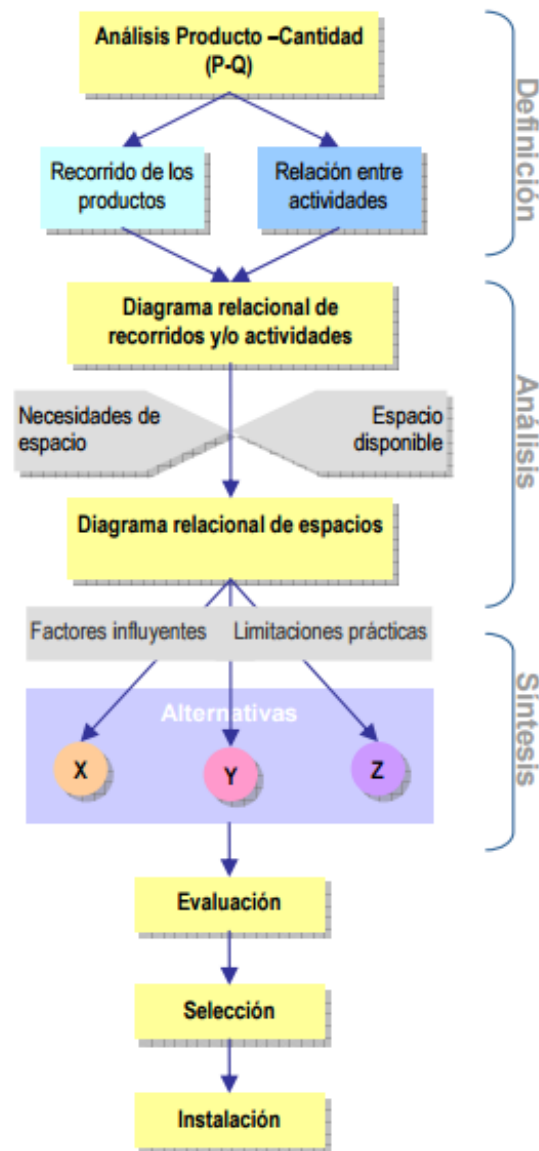 Análisis Producto –Cantidad
(P-Q)
Definición
Recorrido de los
productos
Relación entre
actividades
Diagrama relacional de
recorridos y/o actividades
Análisis
Necesidades de
espacio
Espacio
disponible
Diagrama relacional de espacios
Factores influyentes
Limitaciones prácticas
Síntesis
Alternativas
X
Y
Z
Evaluación
Selección
Instalación